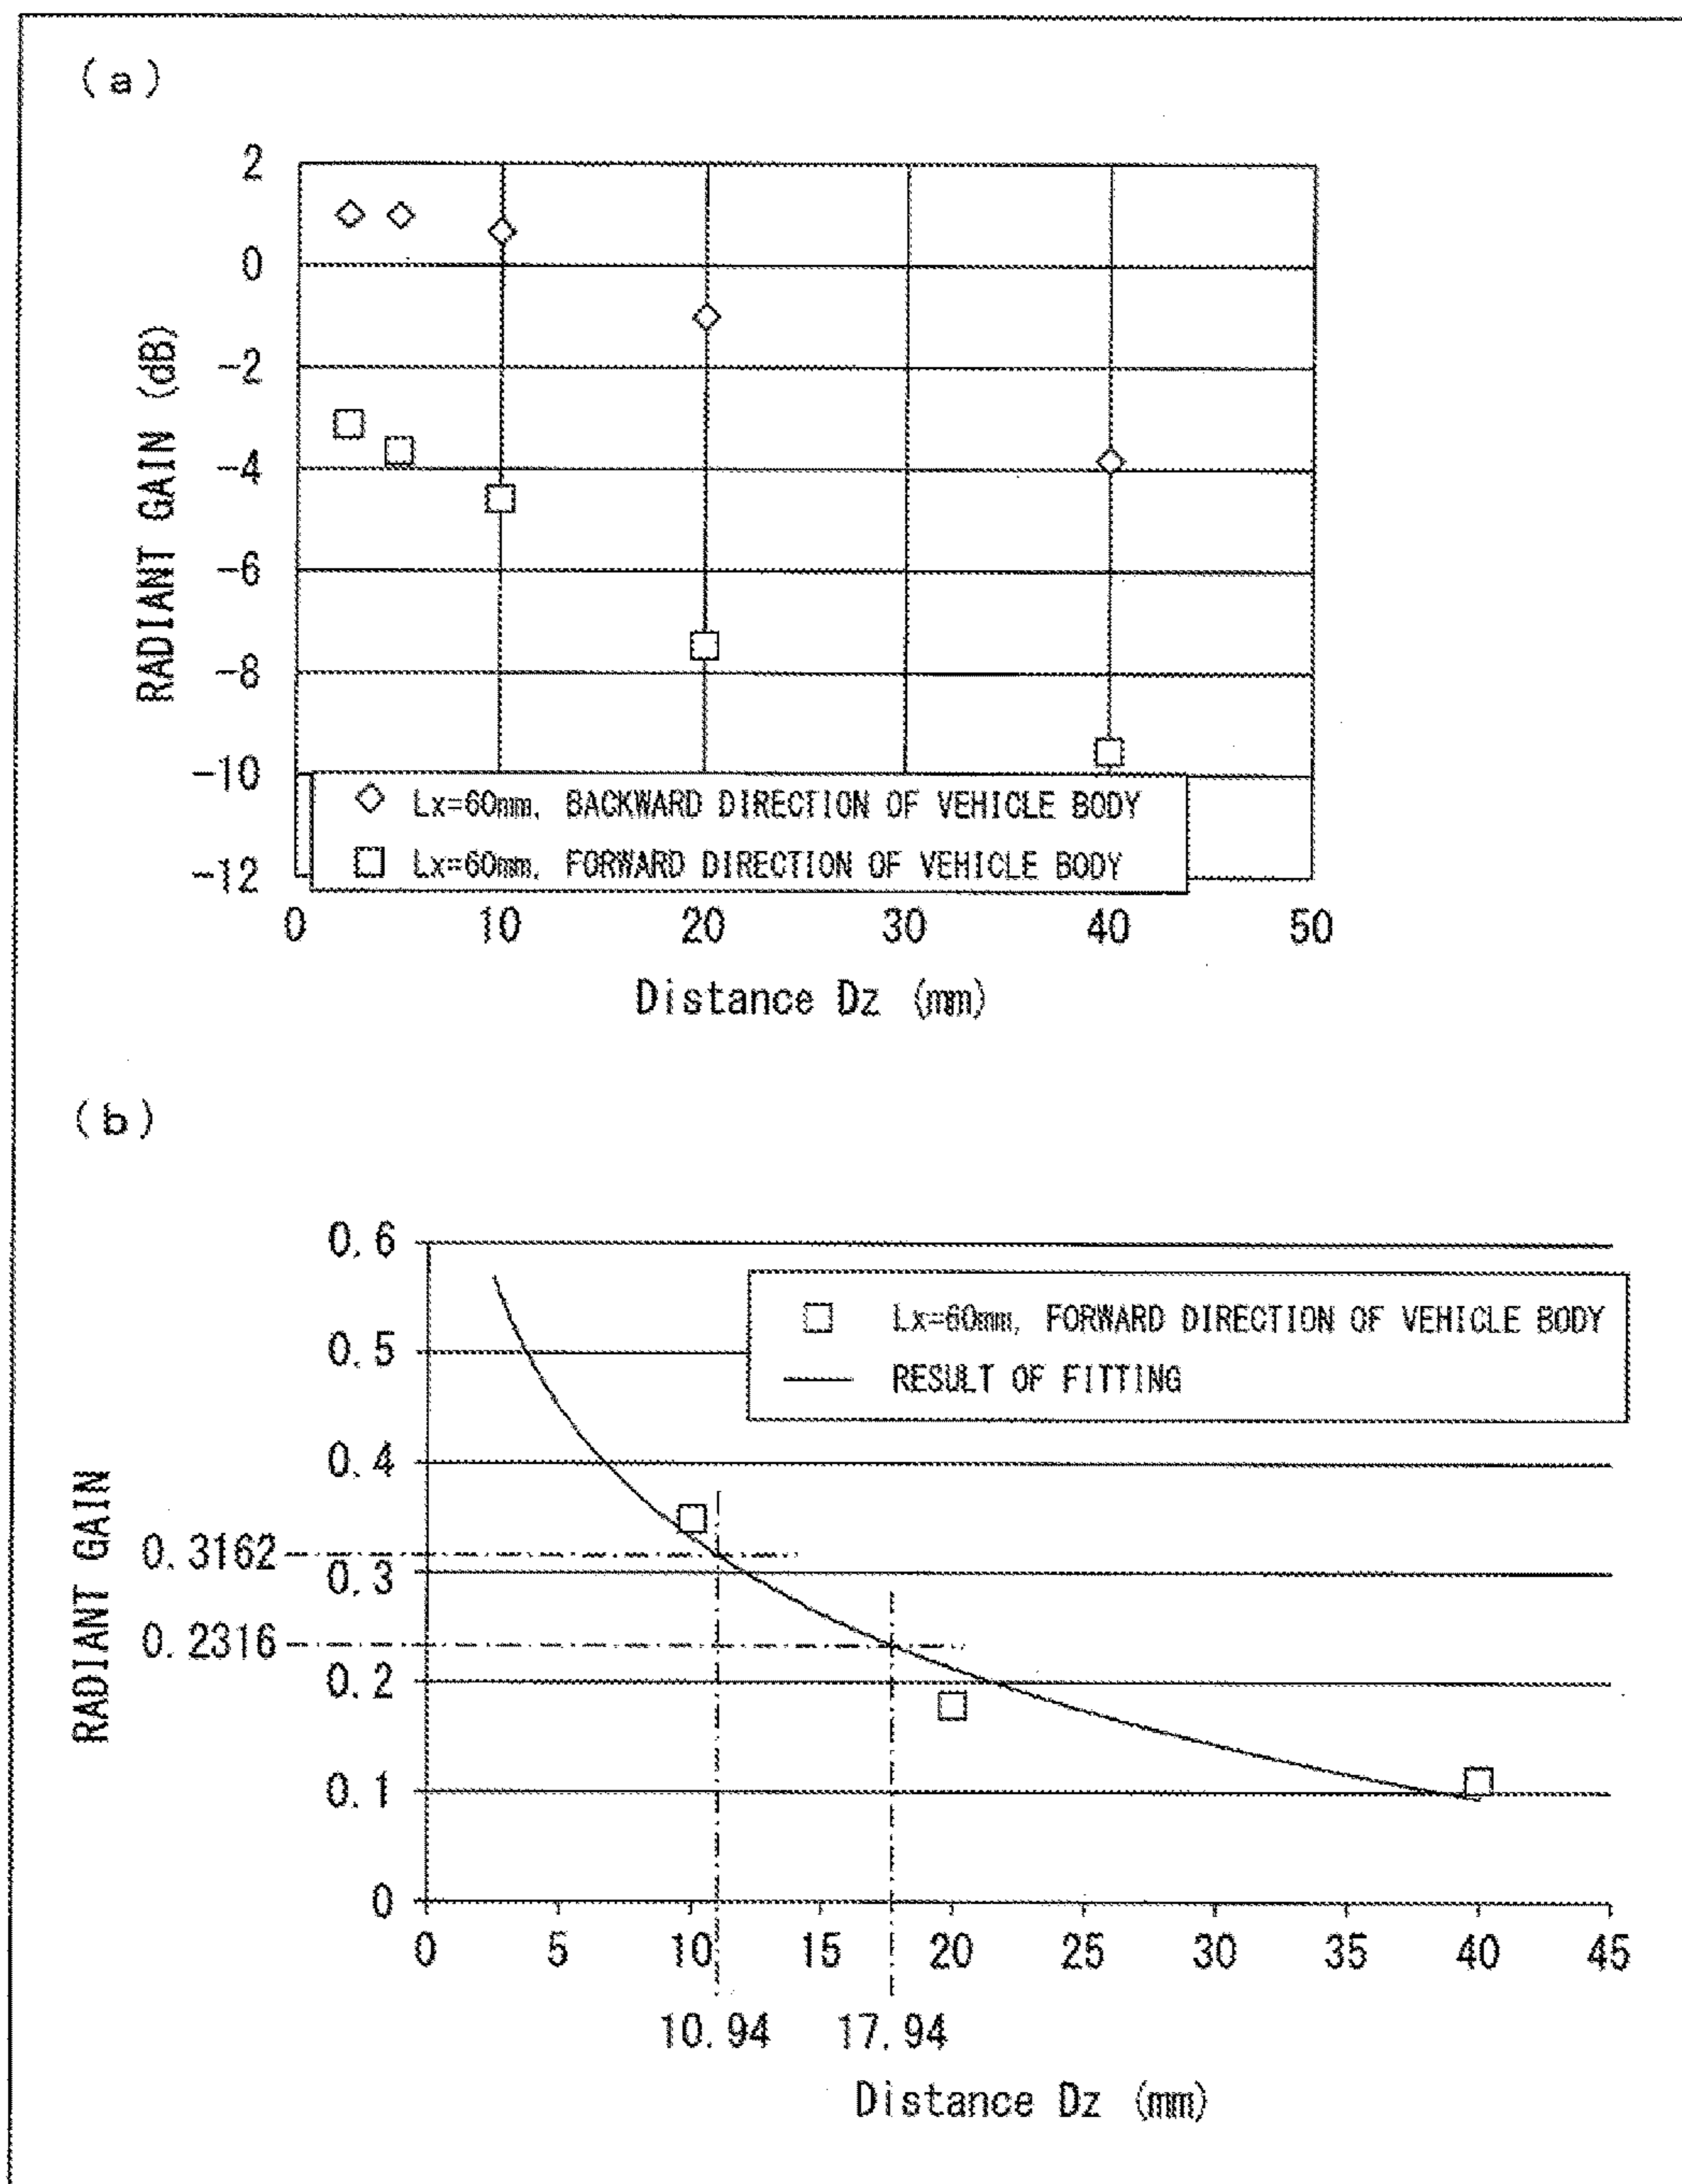 (a)
2
0
-2
-4
-6
-8
-10
-12
RADIANT GAIN (dB)
◇ Lx=60mm, BACKWARD DIRECTION OF VEHICLE BODY
□ Lx=60mm, FORWARD DIRECTION OF VEHICLE BODY
0 10 20 30 40 50
Distance Dz (mm)
(b)
0.6
0.5
0.4
0.3162
0.3
0.2316
0.2
0.1
0
RADIANT GAIN
□ Lx=60mm, FORWARD DIRECTION OF VEHICLE BODY
RESULT OF FITTING
0 5 10 15 20 25 30 35 40 45
10.94 17.94
Distance Dz (mm)